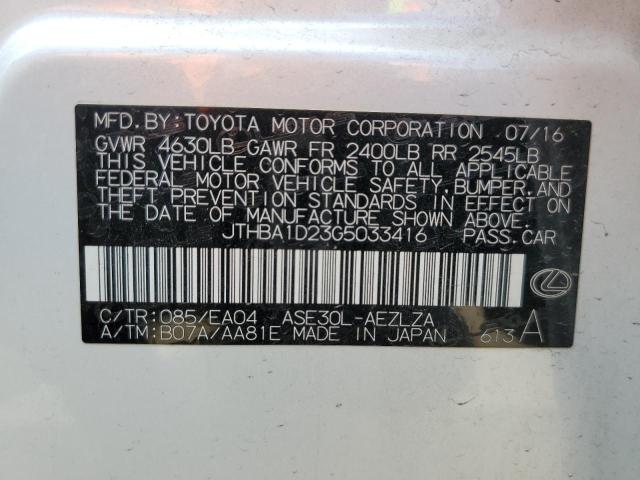 MFD.BY:TOYOTA MOTOR CORPORATION 07/16
GVWR 4630LB GAWR FR 2400LB RR 2545LB
THIS VEHICLE CONFORMS TO ALL APPLICABLE
FEDERAL MOTOR VEHICLE SAFETY,BUMPER,AND
THEFT PREVENTION STANDARDS IN EFFECT ON
THE DATE OF MANUFACTURE SHOWN ABOVE.
JTHBA1D23G5033416 PASS.CAR
C/TR:085/EA04 ASE30L-AEZLZA
A/TM:B07A/AA81E MADE IN JAPAN 613 A